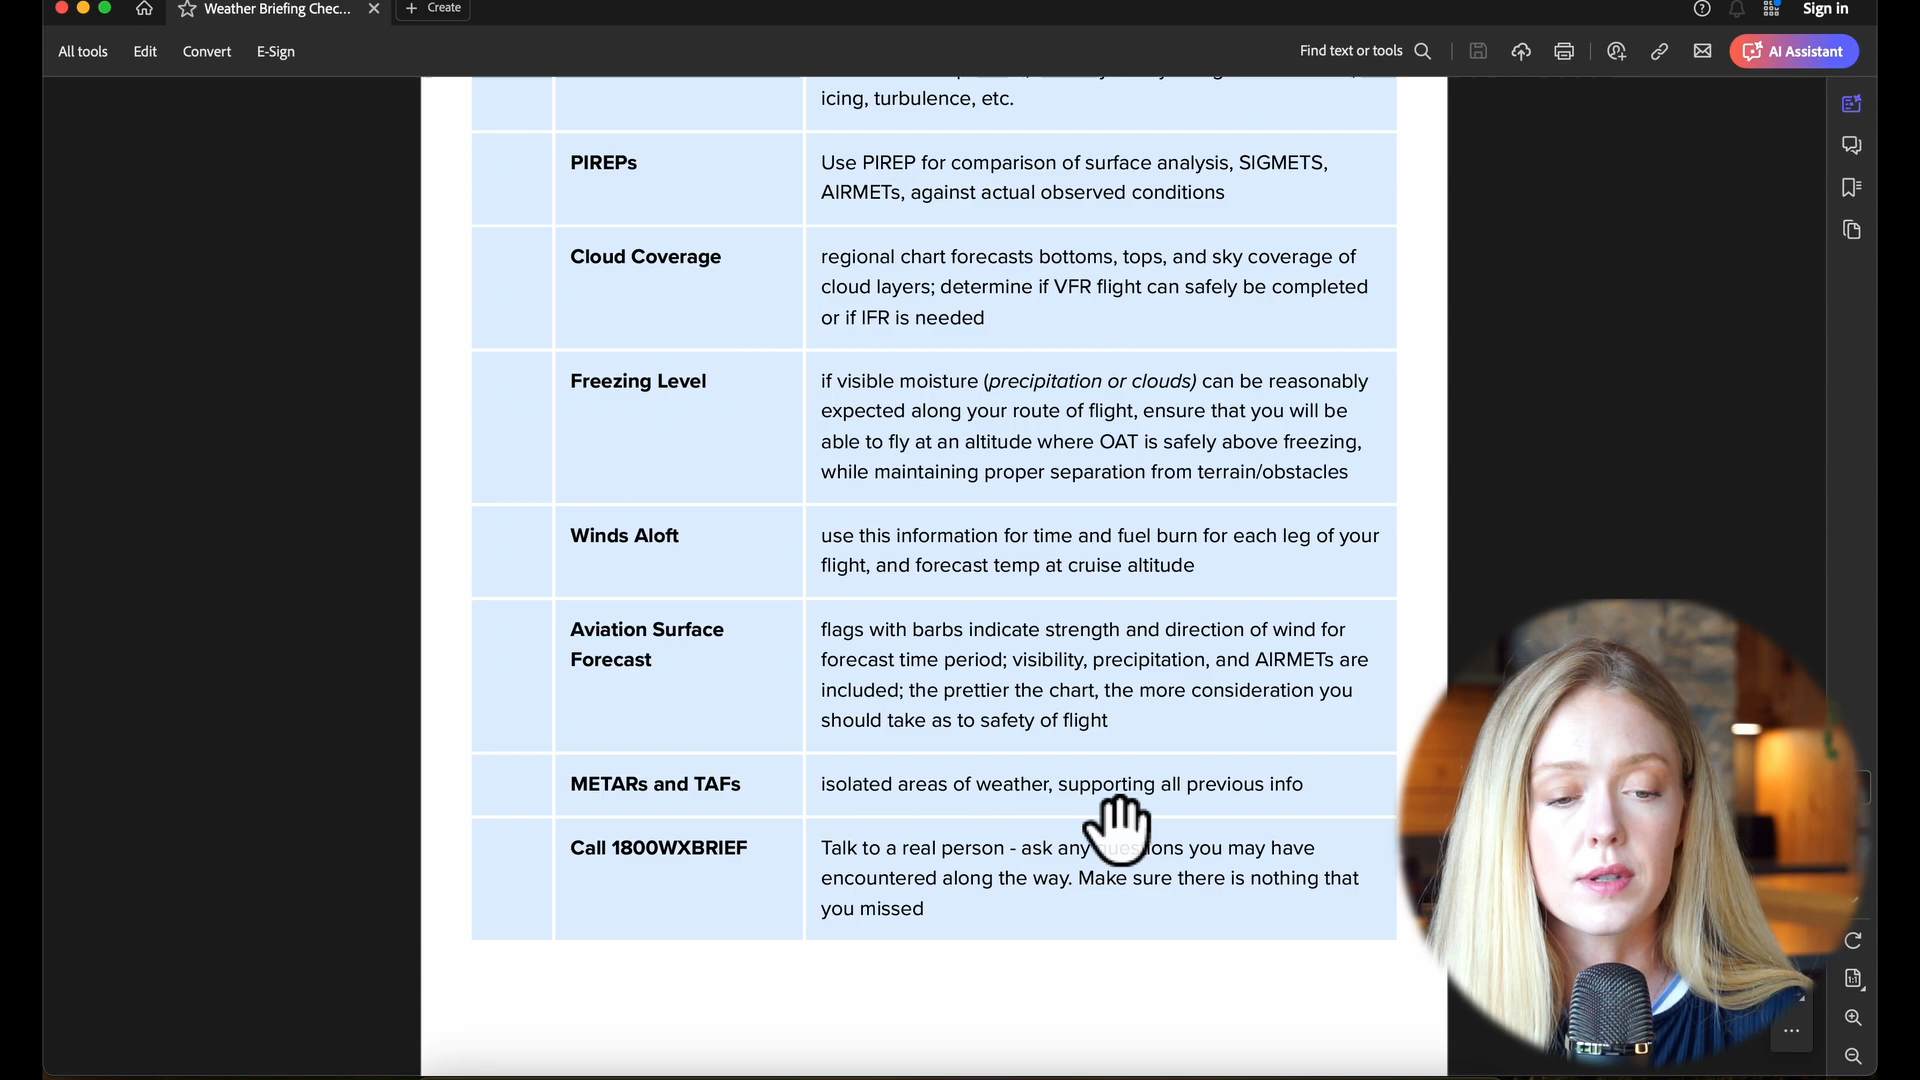 Weather Briefing Chec...
Create
Sign in
All tools
Edit
Convert
E-Sign
Find text or tools
AI Assistant
icing, turbulence, etc.
PIREPs
Use PIREP for comparison of surface analysis, SIGMETS,
AIRMETs, against actual observed conditions
Cloud Coverage
regional chart forecasts bottoms, tops, and sky coverage of
cloud layers; determine if VFR flight can safely be completed
or if IFR is needed
Freezing Level
if visible moisture (precipitation or clouds) can be reasonably
expected along your route of flight, ensure that you will be
able to fly at an altitude where OAT is safely above freezing,
while maintaining proper separation from terrain/obstacles
Winds Aloft
use this information for time and fuel burn for each leg of your
flight, and forecast temp at cruise altitude
Aviation Surface
Forecast
flags with barbs indicate strength and direction of wind for
forecast time period; visibility, precipitation, and AIRMETs are
included; the prettier the chart, the more consideration you
should take as to safety of flight
METARs and TAFs
isolated areas of weather, supporting all previous info
Call 1800WXBRIEF
Talk to a real person - ask any questions you may have
encountered along the way. Make sure there is nothing that
you missed